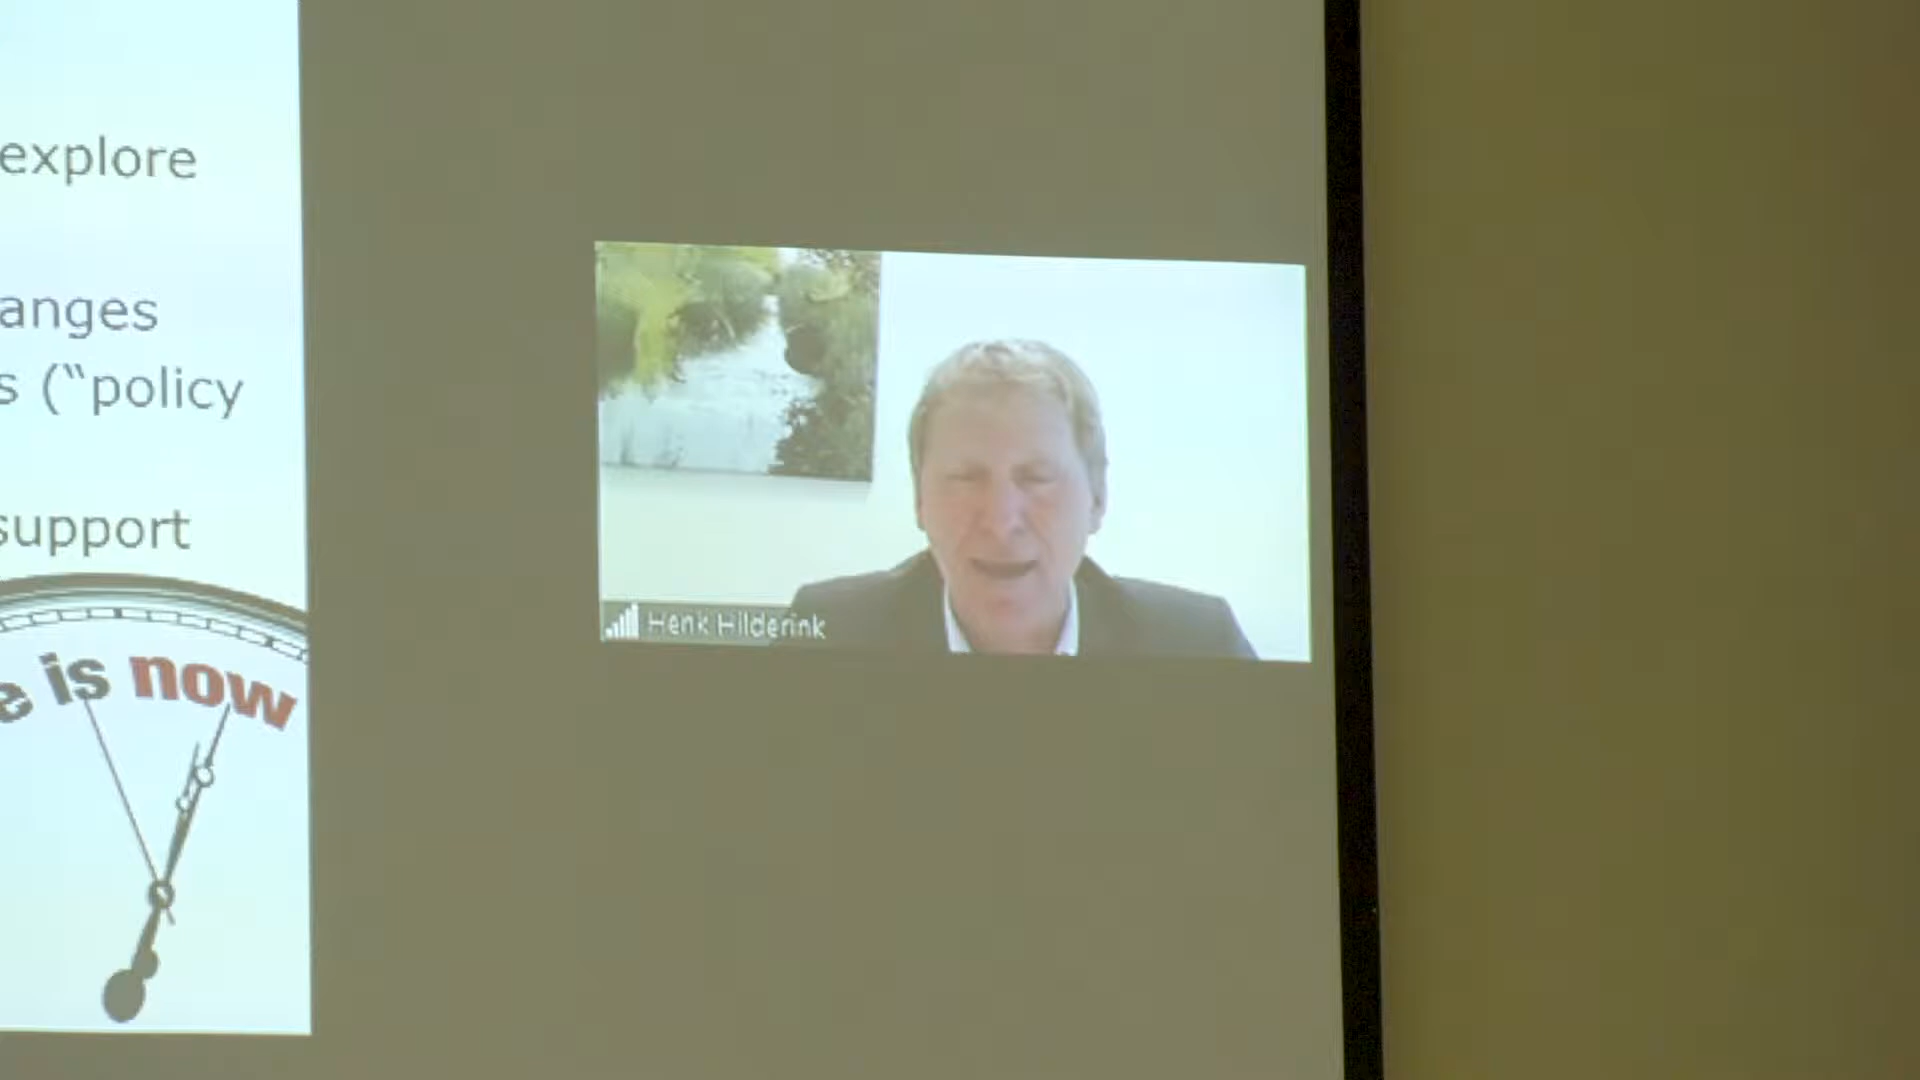 explore
anges
s (“policy
support
e is now
Henk Hilderink